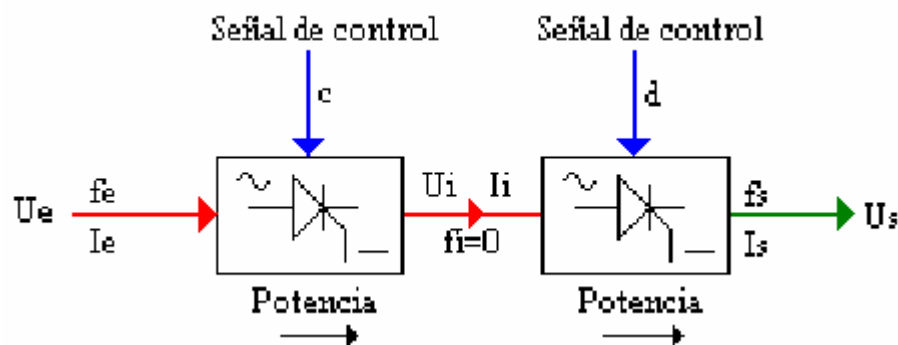 Señal de control
Señal de control
c
d
Ue
fe
Ie
Ui
Ii
fi=0
fs
Is
Us
Potencia
Potencia